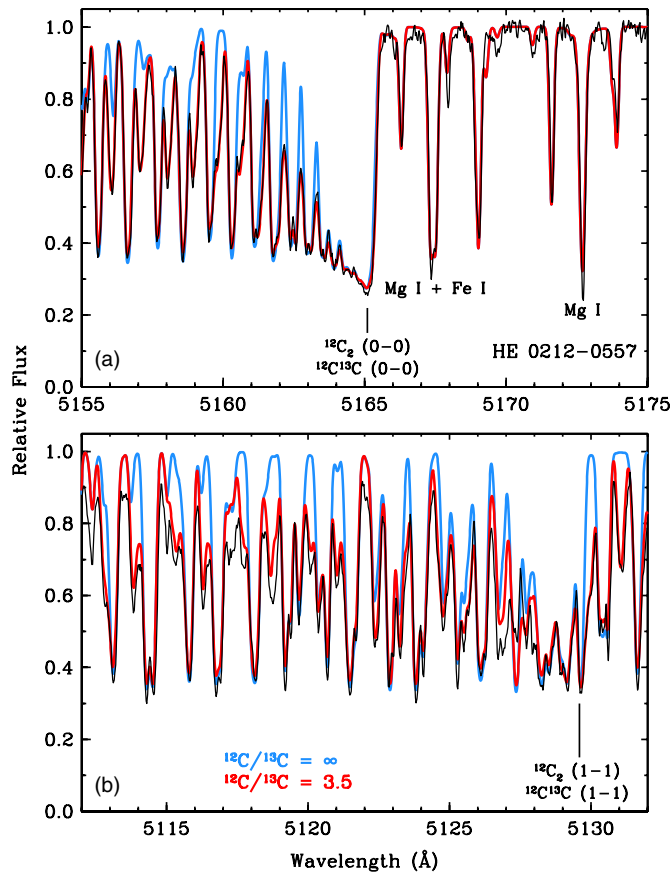 1.0
0.8
0.6
0.4
0.2
0.0
Mg I + Fe I
Mg I
¹²C₂ (0–0)
¹²C¹³C (0–0)
(a)
HE 0212–0557
5155
5160
5165
5170
5175
Relative Flux
1.0
0.8
0.6
0.4
0.2
0.0
¹²C/¹³C = ∞
¹²C/¹³C = 3.5
¹²C₂ (1–1)
¹²C¹³C (1–1)
(b)
5115
5120
5125
5130
Wavelength (Å)